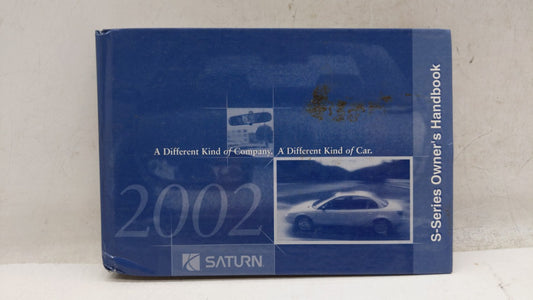 A Different Kind of Company. A Different Kind of Car.
2002
SATURN
S-Series Owner's Handbook